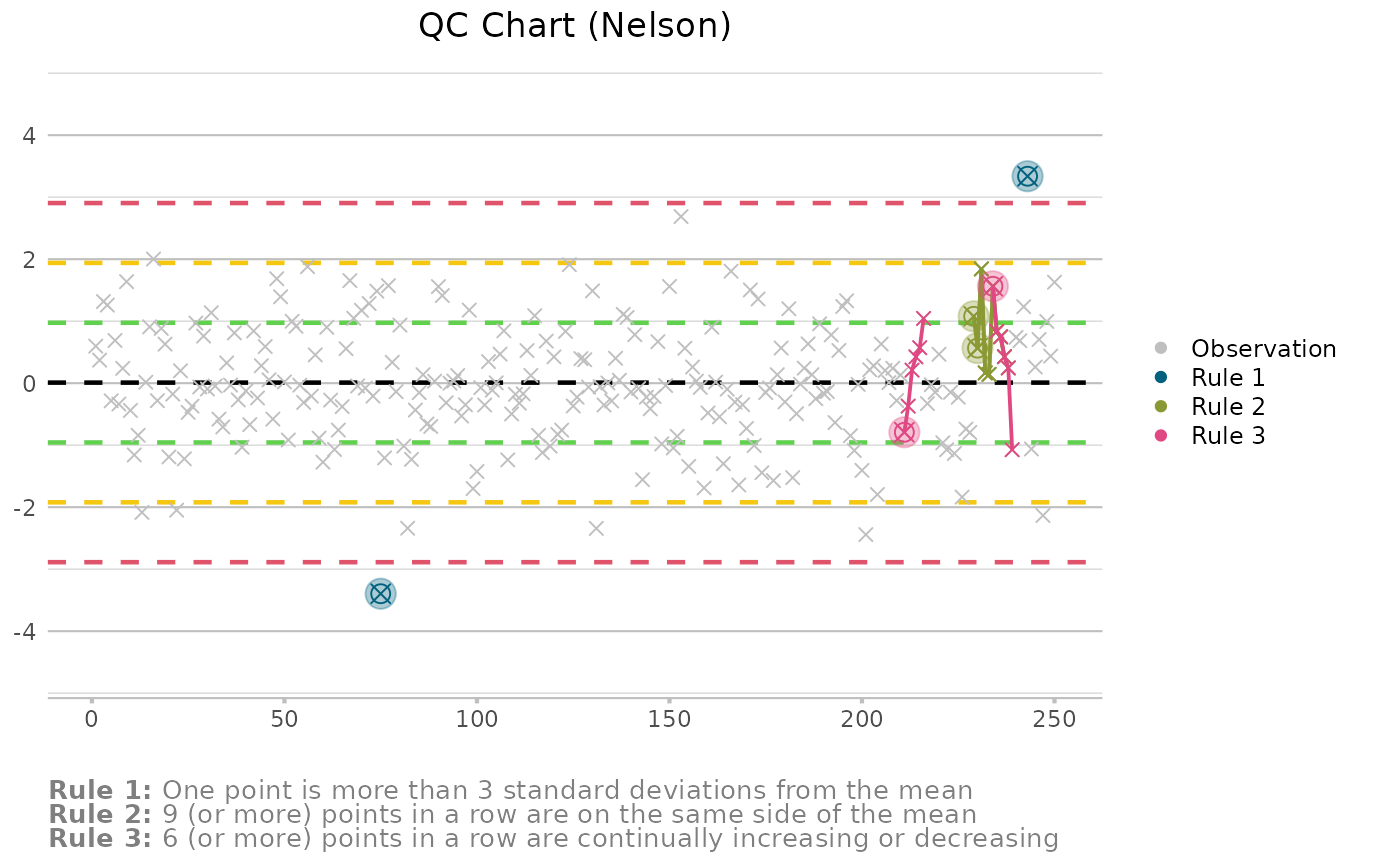 QC Chart (Nelson)
4
2
0
-2
-4
0 50 100 150 200 250
Observation
Rule 1
Rule 2
Rule 3
Rule 1: One point is more than 3 standard deviations from the mean
Rule 2: 9 (or more) points in a row are on the same side of the mean
Rule 3: 6 (or more) points in a row are continually increasing or decreasing